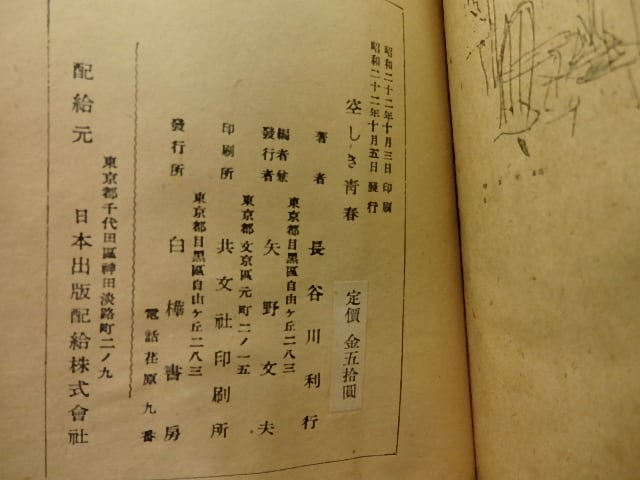 昭和二十二年十月三日 印刷
昭和二十二年十月五日 發行
空しき靑春
定價 金五拾圓
著者 長谷川利行
東京都目黑區自由ヶ丘二八三
編者兼發行者 矢野文夫
東京都文京區元町二ノ一五
印刷所 共文社印刷所
東京都目黑區自由ヶ丘二八三
發行所 白樺書房
電話荏原九番
東京都千代田區神田淡路町二ノ九
配給元 日本出版配給株式會社